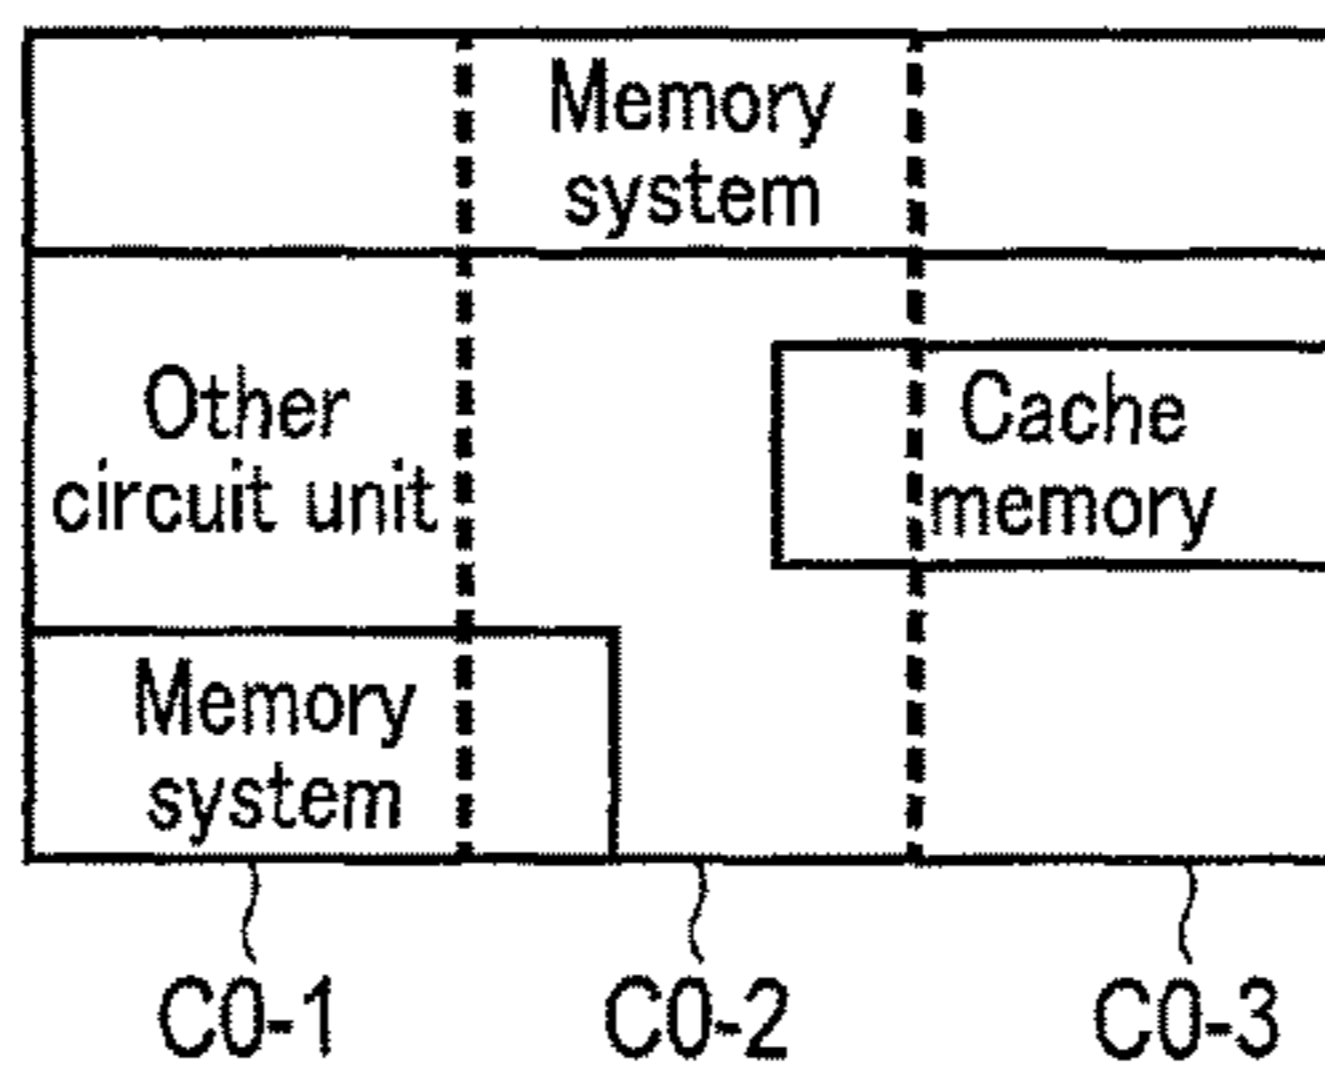 Memory
system
Other
circuit unit
Cache
memory
Memory
system
C0-1
C0-2
C0-3